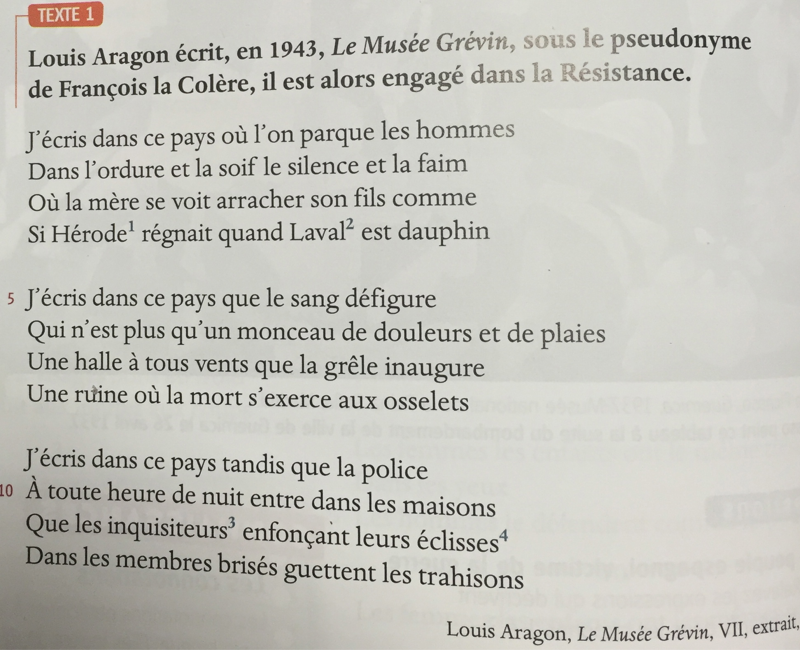 TEXTE 1
Louis Aragon écrit, en 1943, Le Musée Grévin, sous le pseudonyme
de François la Colère, il est alors engagé dans la Résistance.
J'écris dans ce pays où l'on parque les hommes
Dans l'ordure et la soif le silence et la faim
Où la mère se voit arracher son fils comme
Si Hérode¹ régnait quand Laval² est dauphin
5 J'écris dans ce pays que le sang défigure
Qui n'est plus qu'un monceau de douleurs et de plaies
Une halle à tous vents que la grêle inaugure
Une ruine où la mort s'exerce aux osselets
J'écris dans ce pays tandis que la police
10 À toute heure de nuit entre dans les maisons
Que les inquisiteurs³ enfonçant leurs éclisses⁴
Dans les membres brisés guettent les trahisons
Louis Aragon, Le Musée Grévin, VII, extrait,